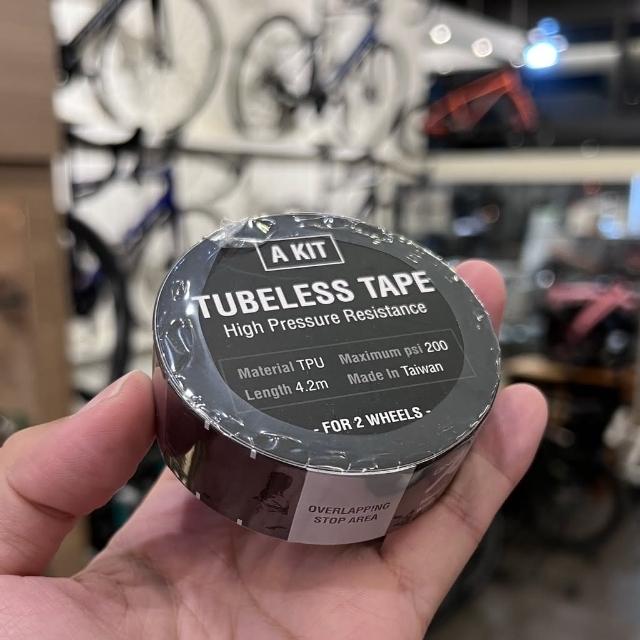 A KIT
TUBELESS TAPE
High Pressure Resistance
Material TPU Maximum psi 200
Length 4.2m Made In Taiwan
- FOR 2 WHEELS -
OVERLAPPING
STOP AREA